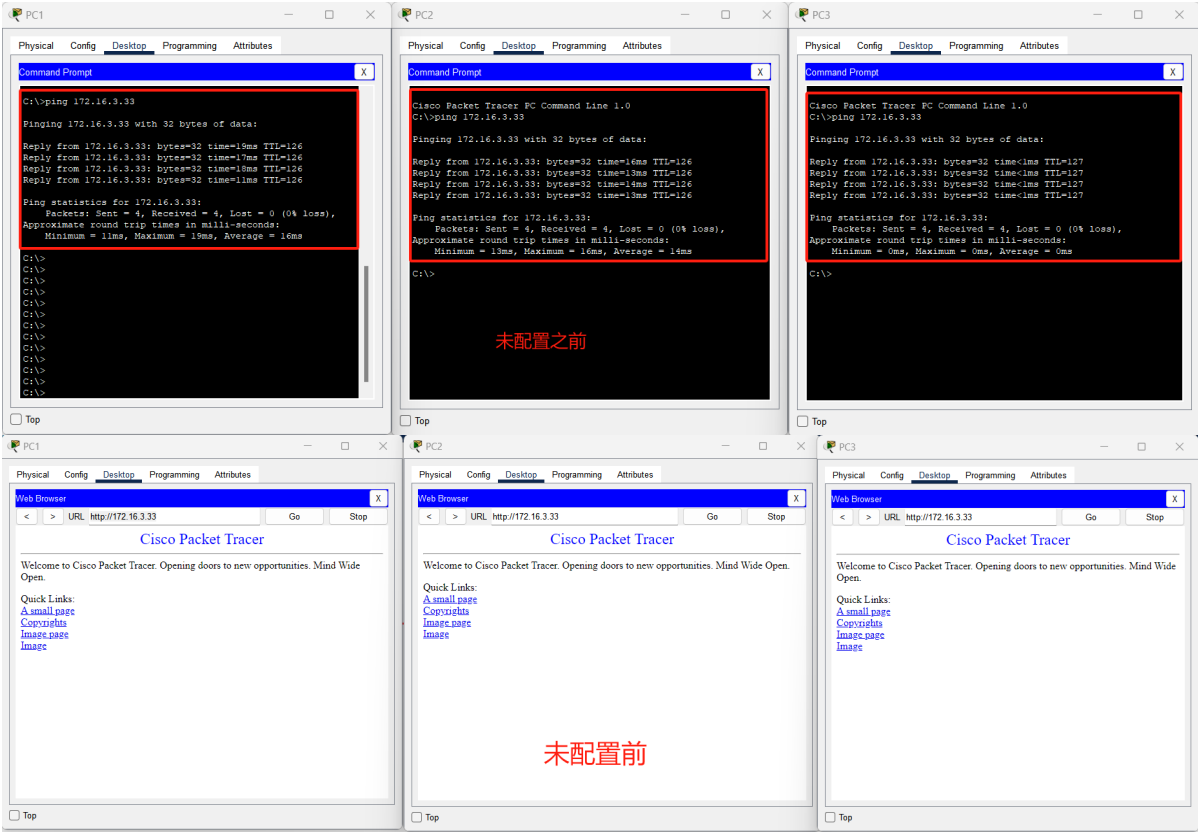 PC1
Physical Config Desktop Programming Attributes
Command Prompt X
C:\>ping 172.16.3.33
Pinging 172.16.3.33 with 32 bytes of data:
Reply from 172.16.3.33: bytes=32 time=19ms TTL=126
Reply from 172.16.3.33: bytes=32 time=17ms TTL=126
Reply from 172.16.3.33: bytes=32 time=18ms TTL=126
Reply from 172.16.3.33: bytes=32 time=11ms TTL=126
Ping statistics for 172.16.3.33:
Packets: Sent = 4, Received = 4, Lost = 0 (0% loss),
Approximate round trip times in milli-seconds:
Minimum = 11ms, Maximum = 19ms, Average = 16ms
C:\>
C:\>
C:\>
C:\>
C:\>
C:\>
C:\>
C:\>
C:\>
C:\>
C:\>
C:\>
C:\>
Top
PC2
Physical Config Desktop Programming Attributes
Command Prompt X
Cisco Packet Tracer PC Command Line 1.0
C:\>ping 172.16.3.33
Pinging 172.16.3.33 with 32 bytes of data:
Reply from 172.16.3.33: bytes=32 time=16ms TTL=126
Reply from 172.16.3.33: bytes=32 time=13ms TTL=126
Reply from 172.16.3.33: bytes=32 time=14ms TTL=126
Reply from 172.16.3.33: bytes=32 time=13ms TTL=126
Ping statistics for 172.16.3.33:
Packets: Sent = 4, Received = 4, Lost = 0 (0% loss),
Approximate round trip times in milli-seconds:
Minimum = 13ms, Maximum = 16ms, Average = 14ms
C:\>
未配置之前
Top
PC3
Physical Config Desktop Programming Attributes
Command Prompt X
Cisco Packet Tracer PC Command Line 1.0
C:\>ping 172.16.3.33
Pinging 172.16.3.33 with 32 bytes of data:
Reply from 172.16.3.33: bytes=32 time<1ms TTL=127
Reply from 172.16.3.33: bytes=32 time<1ms TTL=127
Reply from 172.16.3.33: bytes=32 time<1ms TTL=127
Reply from 172.16.3.33: bytes=32 time<1ms TTL=127
Ping statistics for 172.16.3.33:
Packets: Sent = 4, Received = 4, Lost = 0 (0% loss),
Approximate round trip times in milli-seconds:
Minimum = 0ms, Maximum = 0ms, Average = 0ms
C:\>
Top
PC1
Physical Config Desktop Programming Attributes
Web Browser X
< > URL http://172.16.3.33 Go Stop
Cisco Packet Tracer
Welcome to Cisco Packet Tracer. Opening doors to new opportunities. Mind Wide
Open.
Quick Links:
A small page
Copyrights
Image page
Image
Top
PC2
Physical Config Desktop Programming Attributes
Web Browser X
< > URL http://172.16.3.33 Go Stop
Cisco Packet Tracer
Welcome to Cisco Packet Tracer. Opening doors to new opportunities. Mind Wide Open.
Quick Links:
A small page
Copyrights
Image page
Image
未配置前
Top
PC3
Physical Config Desktop Programming Attributes
Web Browser X
< > URL http://172.16.3.33 Go Stop
Cisco Packet Tracer
Welcome to Cisco Packet Tracer. Opening doors to new opportunities. Mind Wide
Open.
Quick Links:
A small page
Copyrights
Image page
Image
Top